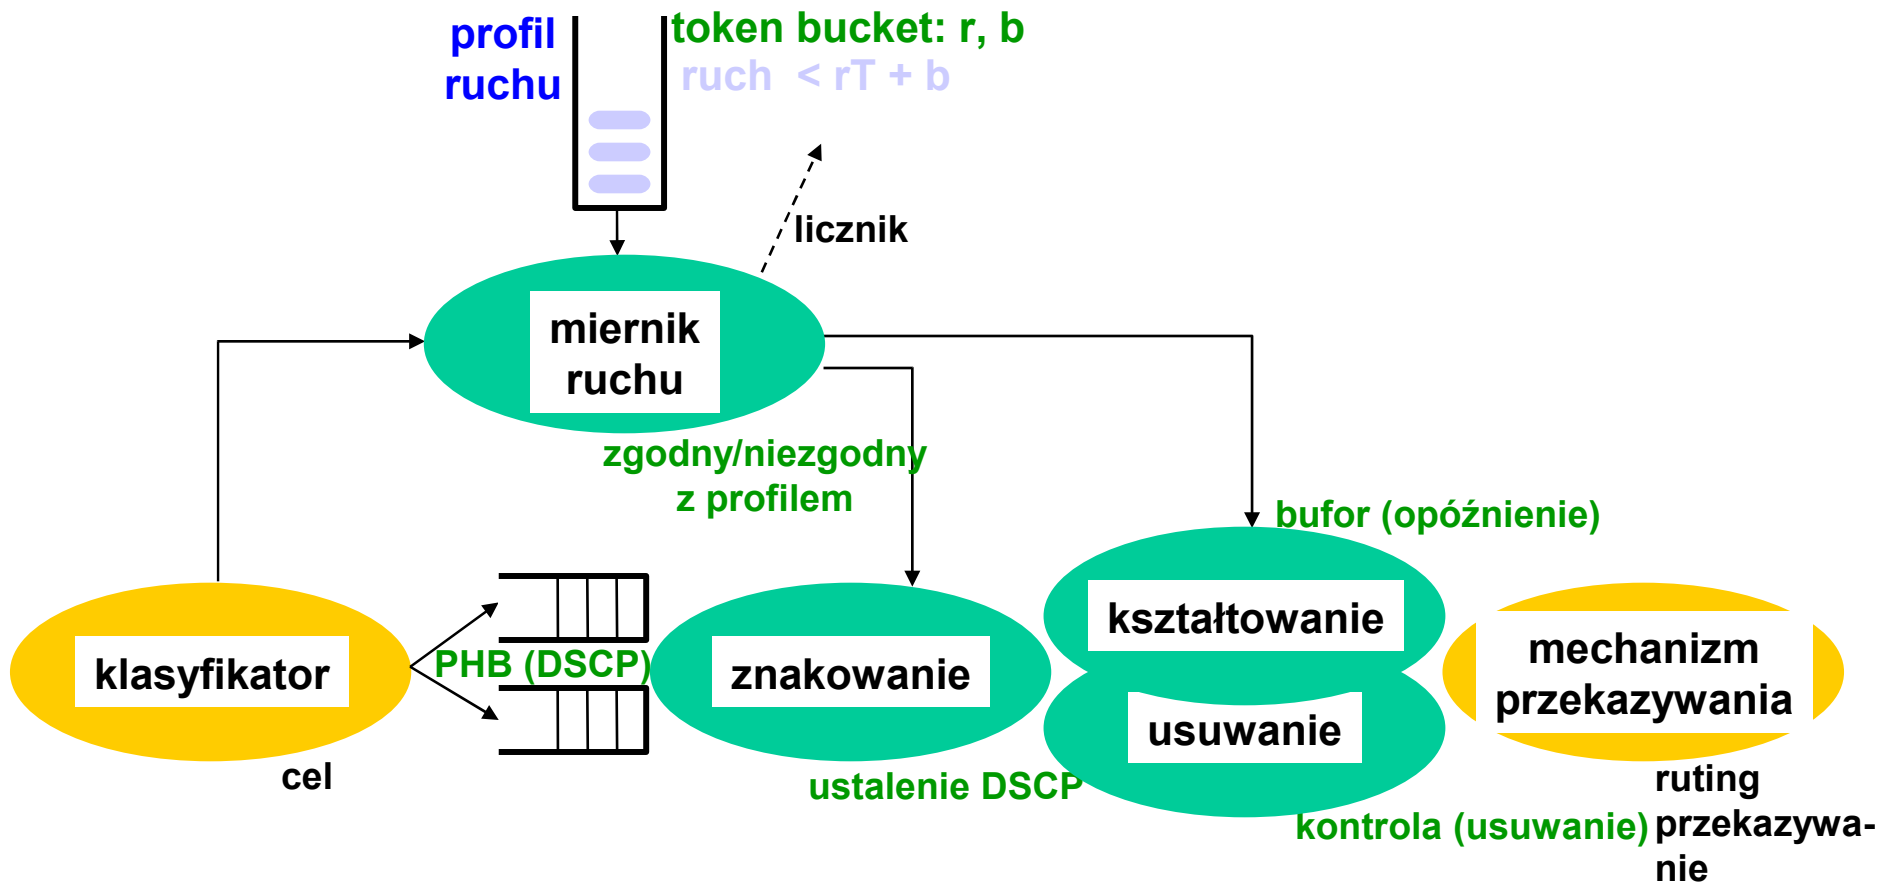 profil
ruchu
token bucket: r, b
ruch < rT + b
licznik
miernik
ruchu
zgodny/niezgodny
z profilem
bufor (opóźnienie)
klasyfikator
cel
PHB (DSCP)
znakowanie
ustalenie DSCP
kształtowanie
usuwanie
kontrola (usuwanie)
mechanizm
przekazywania
ruting
przekazywa-
nie